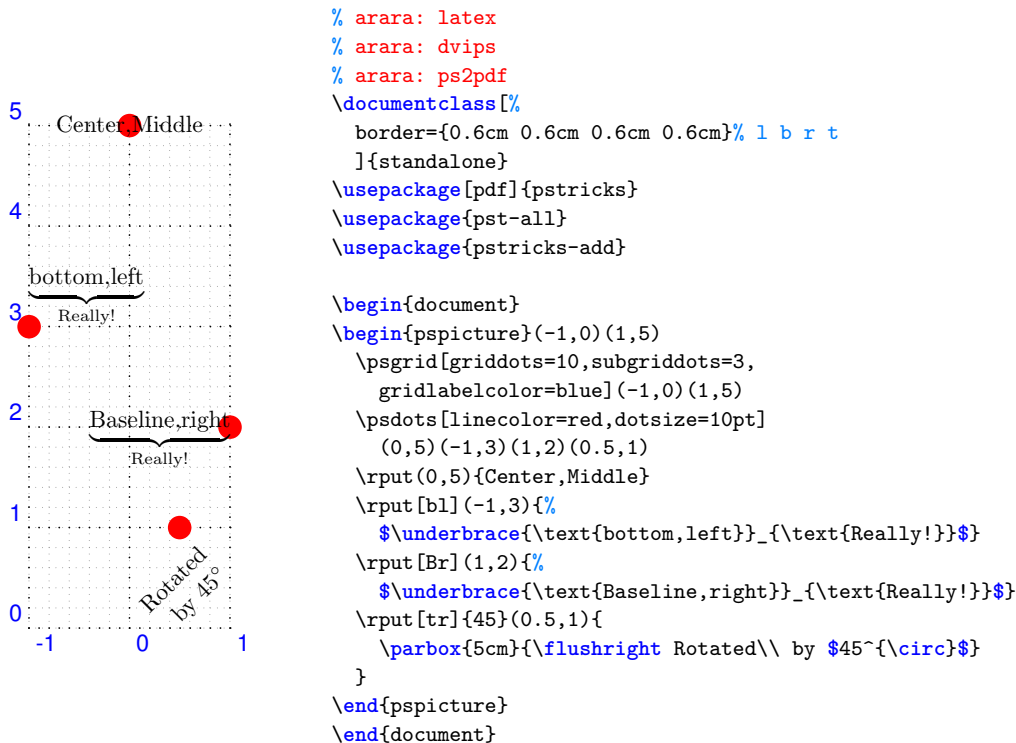 5
Center,Middle
4
bottom,left
3
Really!
2
Baseline,right
Really!
1
Rotated
by 45°
0
-1 0 1
% arara: latex
% arara: dvips
% arara: ps2pdf
\documentclass[%
  border={0.6cm 0.6cm 0.6cm 0.6cm}% l b r t
  ]{standalone}
\usepackage[pdf]{pstricks}
\usepackage{pst-all}
\usepackage{pstricks-add}

\begin{document}
\begin{pspicture}(-1,0)(1,5)
  \psgrid[griddots=10,subgriddots=3,
    gridlabelcolor=blue](-1,0)(1,5)
  \psdots[linecolor=red,dotsize=10pt]
    (0,5)(-1,3)(1,2)(0.5,1)
  \rput(0,5){Center,Middle}
  \rput[bl](-1,3){%
    $\underbrace{\text{bottom,left}}_{\text{Really!}}$}
  \rput[Br](1,2){%
    $\underbrace{\text{Baseline,right}}_{\text{Really!}}$}
  \rput[tr]{45}(0.5,1){
    \parbox{5cm}{\flushright Rotated\\ by $45^{\circ}$}
  }
\end{pspicture}
\end{document}